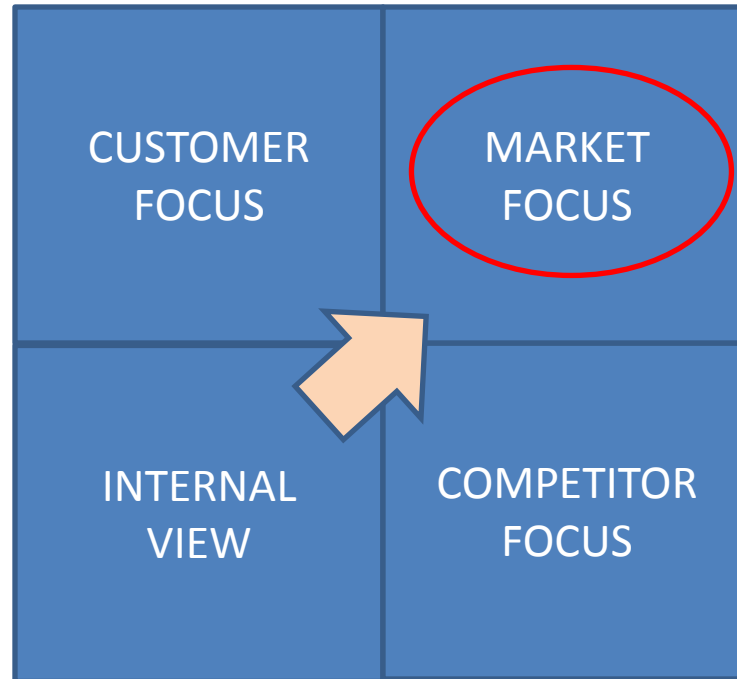 CUSTOMER
FOCUS
MARKET
FOCUS
INTERNAL
VIEW
COMPETITOR
FOCUS